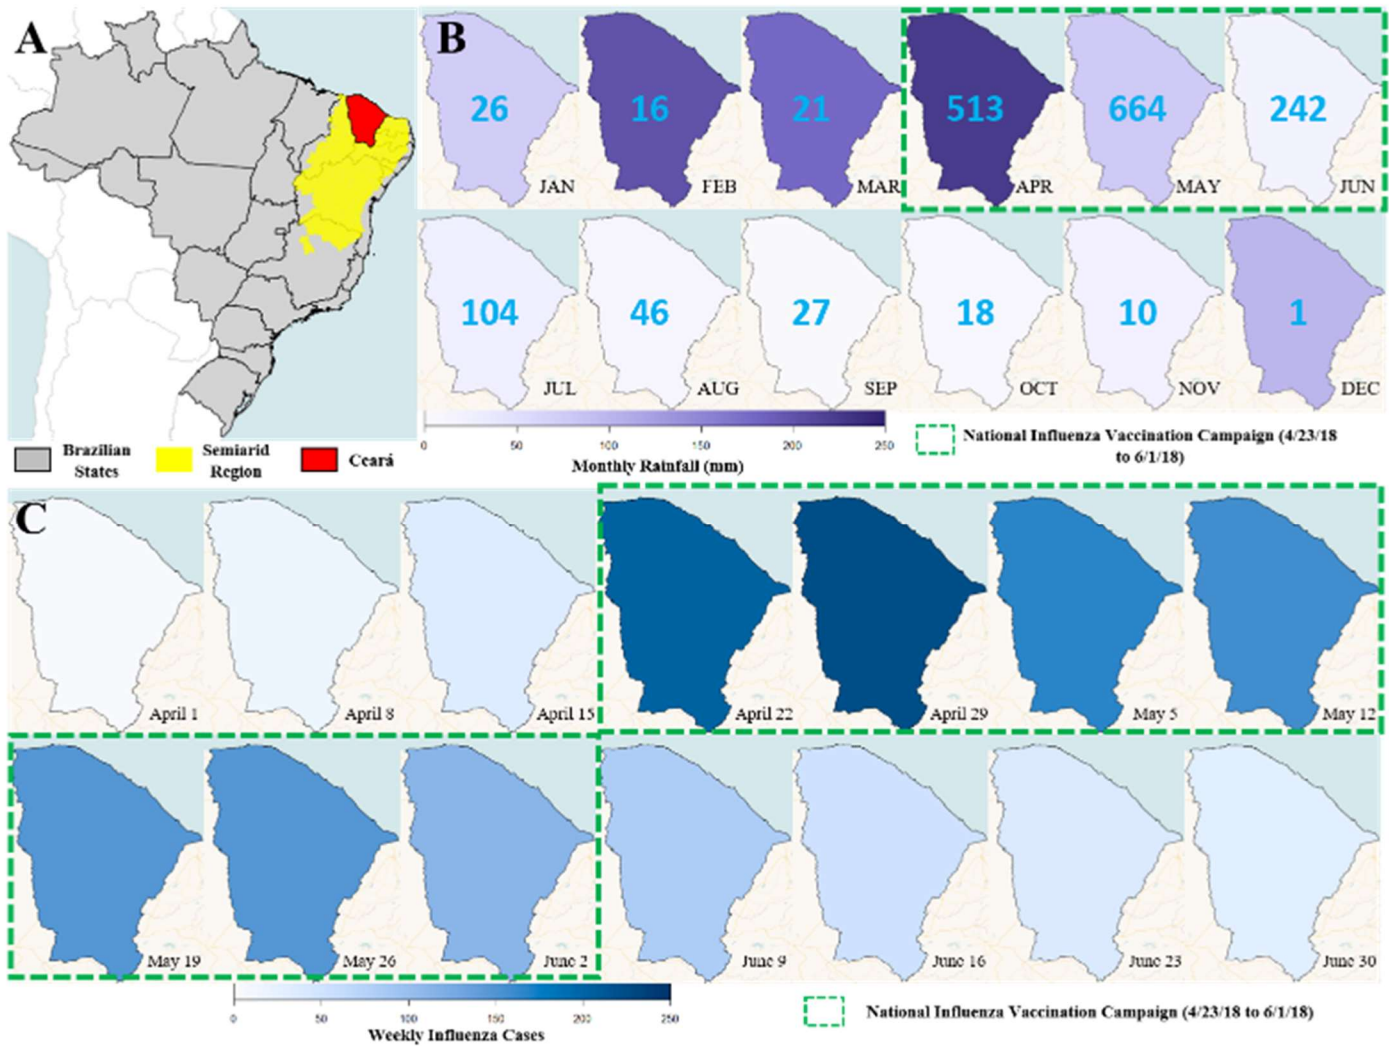 A
B
26
16
21
513
664
242
JAN
FEB
MAR
APR
MAY
JUN
104
46
27
18
10
1
JUL
AUG
SEP
OCT
NOV
DEC
0
50
100
150
200
250
Monthly Rainfall (mm)
National Influenza Vaccination Campaign (4/23/18
to 6/1/18)
Brazilian
States
Semiarid
Region
Ceará
C
April 1
April 8
April 15
April 22
April 29
May 5
May 12
May 19
May 26
June 2
June 9
June 16
June 23
June 30
0
50
100
150
200
250
Weekly Influenza Cases
National Influenza Vaccination Campaign (4/23/18 to 6/1/18)